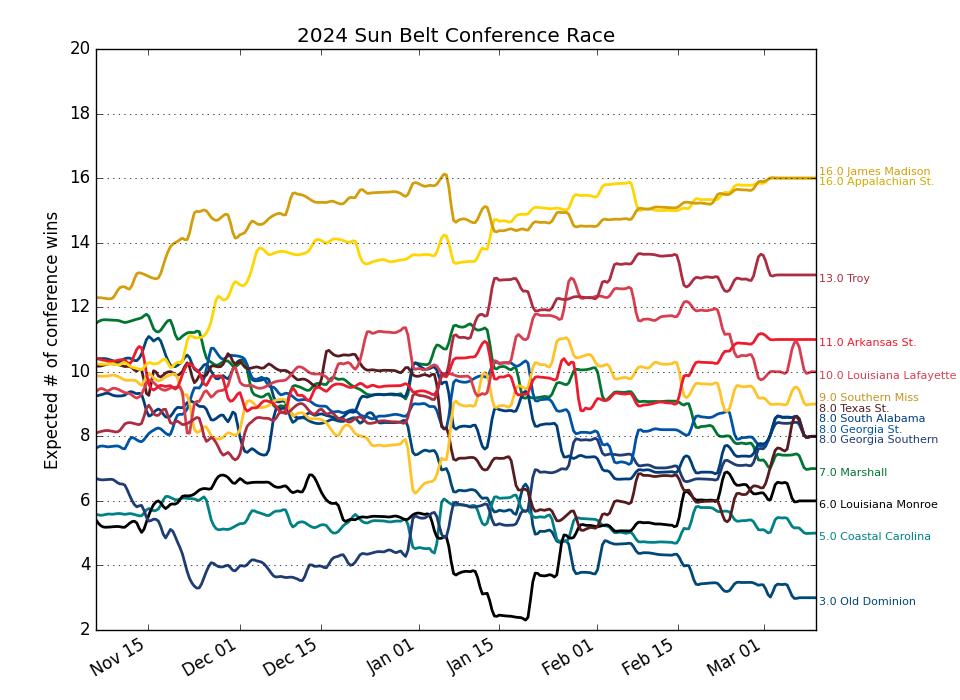 2024 Sun Belt Conference Race
Expected # of conference wins
20
18
16
14
12
10
8
6
4
2
Nov 15
Dec 01
Dec 15
Jan 01
Jan 15
Feb 01
Feb 15
Mar 01
16.0 James Madison
16.0 Appalachian St.
13.0 Troy
11.0 Arkansas St.
10.0 Louisiana Lafayette
9.0 Southern Miss
8.0 Texas St.
8.0 South Alabama
8.0 Georgia St.
8.0 Georgia Southern
7.0 Marshall
6.0 Louisiana Monroe
5.0 Coastal Carolina
3.0 Old Dominion